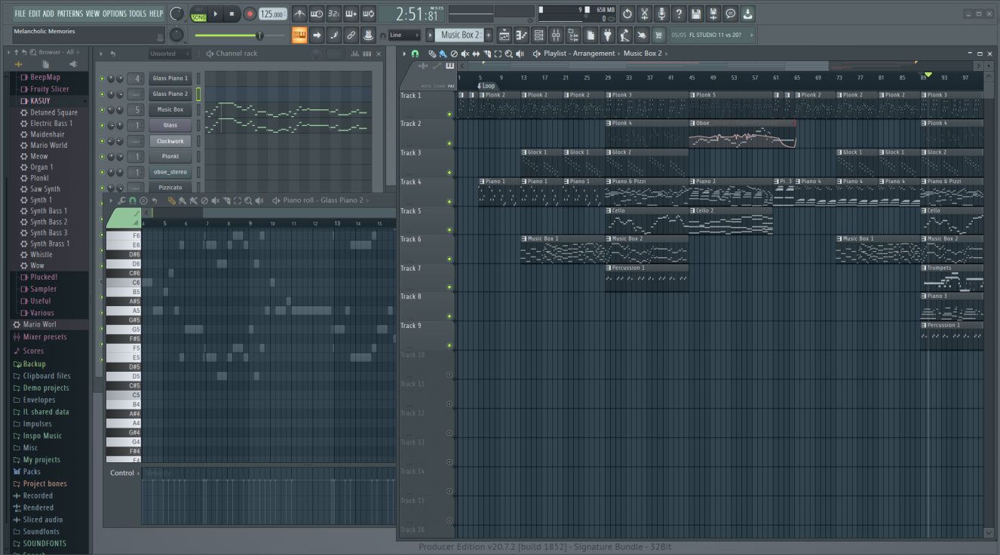 FILE EDIT ADD PATTERNS VIEW OPTIONS TOOLS HELP
PAT
SONG
125.000
3 2 1
2:51:81
M:S:CS
9
658 MB
0
Melancholic Memories
Line
Music Box 2
05/05 FL STUDIO 11 vs 20?
Browser - All
BeepMap
Fruity Slicer
KASUY
Detuned Square
Electric Bass 1
Maidenhair
Mario World
Meow
Organ 1
Plonkl
Saw Synth
Synth 1
Synth Bass 1
Synth Bass 2
Synth Bass 3
Synth Brass 1
Whistle
Wow
Plucked!
Sampler
Useful
Various
Mario Worl
Mixer presets
Scores
Backup
Clipboard files
Demo projects
Envelopes
IL shared data
Impulses
Inspo Music
Misc
My projects
Packs
Project bones
Recorded
Rendered
Sliced audio
Soundfonts
SOUNDFONTS
Speech
Unsorted
Channel rack
4 Glass Piano 1
--- Glass Piano 2
5 Music Box
1 Glass
--- Clockwork
1 Plonkl
1 oboe_stereo
--- Pizzicato
Piano roll - Glass Piano 2
4 5 6 7 8 9 10 11 12 13 14 15
F6
E6
D#6
D6
C#6
C6
B5
A#5
A5
G#5
G5
F#5
F5
E5
D#5
D5
C#5
C5
B4
A#4
A4
G#4
G4
F#4
F4
Control
Velocity
Playlist - Arrangement Music Box 2
NOTE CHAN PAT
1 5 9 13 17 21 25 29 33 37 41 45 49 53 57 61 65 69 73 77 81 85 89 93 97
Loop
Track 1 Plonk 2 Plonk 2 Plonk 2 Plonk 3 Plonk 5 Plonk 2 Plonk 2 Plonk 2 Plonk 3
Track 2 Plonk 4 Oboe Plonk 4
Track 3 Glock 1 Glock 1 Glock 2 Glock 1 Glock 1 Glock 2
Track 4 Piano 1 Piano 1 Piano 1 Piano & Pizzi Piano 2 Pi..3 Piano 4 Piano 4 Piano 4 Piano & Pizzi
Track 5 Cello Cello 2 Cello
Track 6 Music Box 1 Music Box 2 Music Box 1 Music Box 2
Track 7 Percussion 1 Trumpets
Track 8 Piano 3
Track 9 Percussion 1
Track 10
Track 11
Track 12
Track 13
Track 14
Track 15
Track 16
Producer Edition v20.7.2 [build 1852] - Signature Bundle - 32Bit